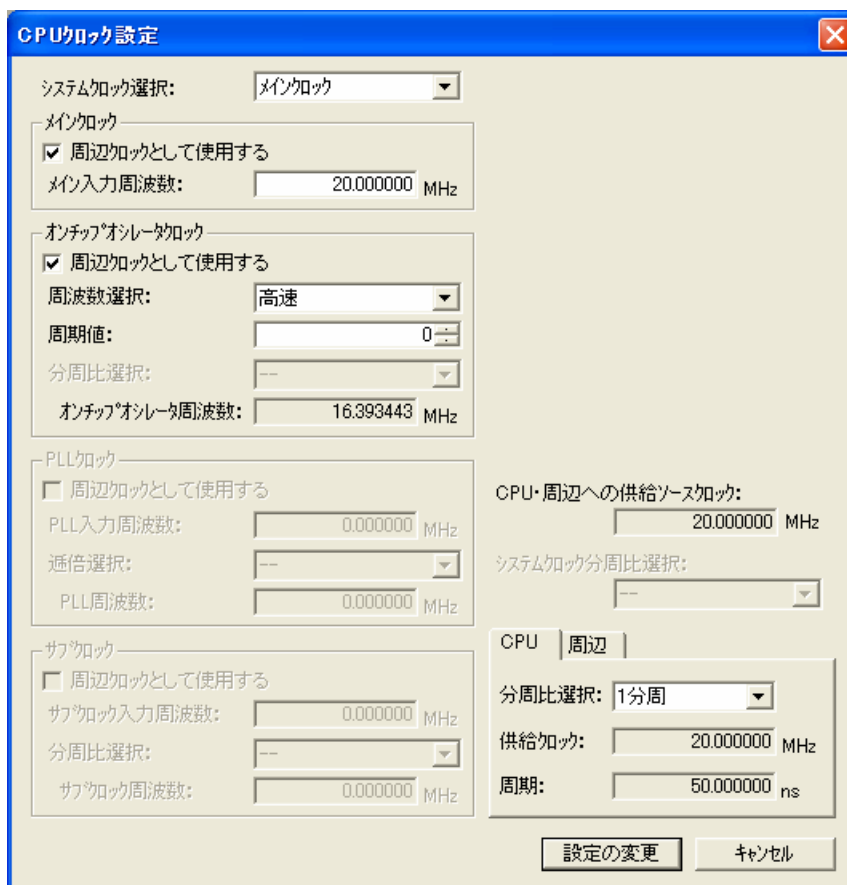 CPUｸﾛｯｸ設定
ｼｽﾃﾑｸﾛｯｸ選択: ﾒｲﾝｸﾛｯｸ
ﾒｲﾝｸﾛｯｸ
周辺ｸﾛｯｸとして使用する
ﾒｲﾝ入力周波数: 20.000000 MHz
ｵﾝﾁｯﾌﾟｵｼﾚｰﾀｸﾛｯｸ
周辺ｸﾛｯｸとして使用する
周波数選択: 高速
周期値: 0
分周比選択: --
ｵﾝﾁｯﾌﾟｵｼﾚｰﾀ周波数: 16.393443 MHz
PLLｸﾛｯｸ
周辺ｸﾛｯｸとして使用する
PLL入力周波数: 0.000000 MHz
逓倍選択: --
PLL周波数: 0.000000 MHz
ｻﾌﾞｸﾛｯｸ
周辺ｸﾛｯｸとして使用する
ｻﾌﾞｸﾛｯｸ入力周波数: 0.000000 MHz
分周比選択: --
ｻﾌﾞｸﾛｯｸ周波数: 0.000000 MHz
CPU･周辺への供給ｿｰｽｸﾛｯｸ:
20.000000 MHz
ｼｽﾃﾑｸﾛｯｸ分周比選択:
--
CPU 周辺
分周比選択: 1分周
供給ｸﾛｯｸ: 20.000000 MHz
周期: 50.000000 ns
設定の変更 ｷｬﾝｾﾙ